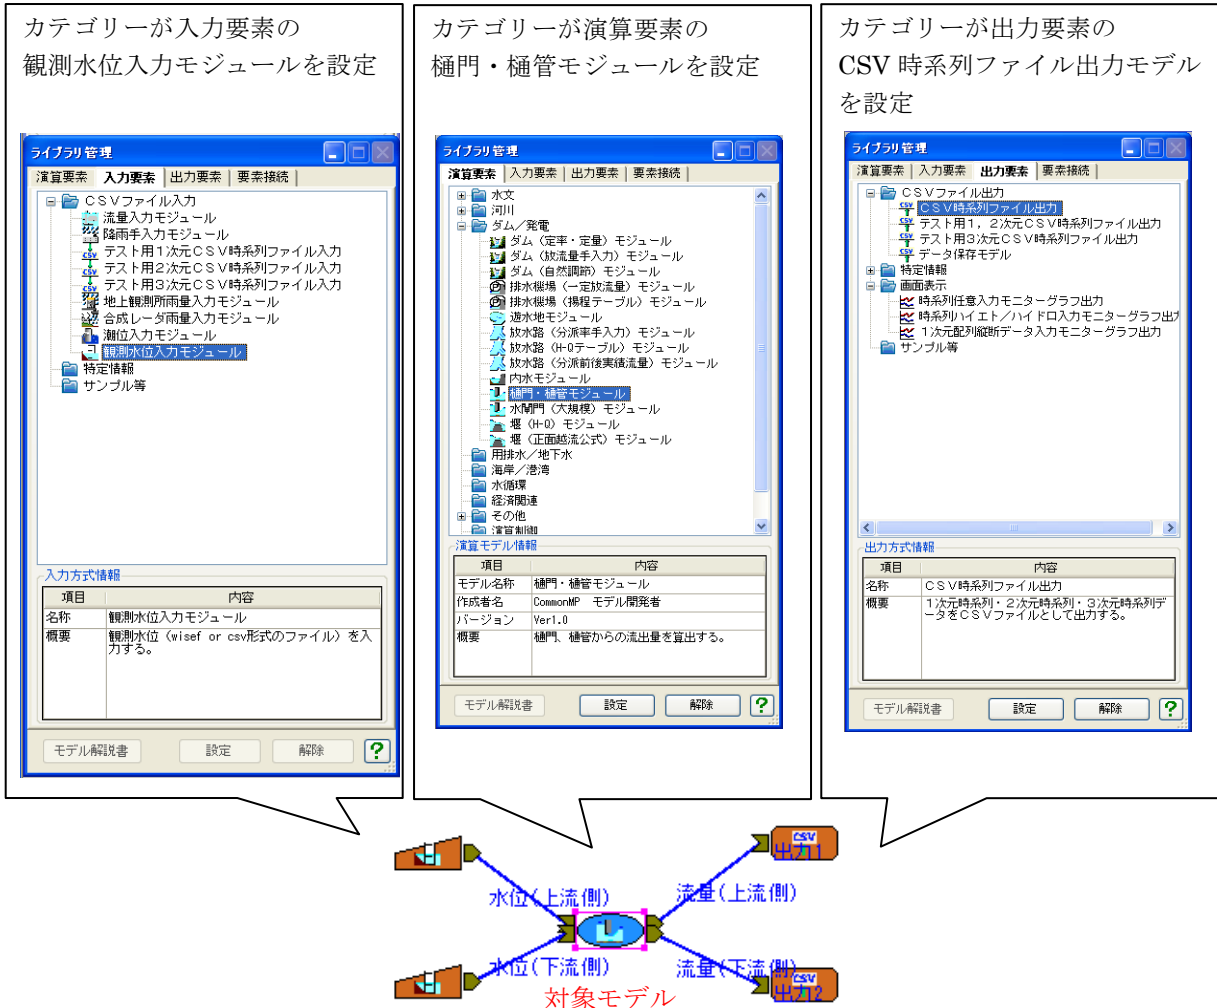 カテゴリーが入力要素の
観測水位入力モジュールを設定
ライブラリ管理
演算要素 入力要素 出力要素 要素接続
CSVファイル入力
流量入力モジュール
降雨手入力モジュール
テスト用1次元CSV時系列ファイル入力
テスト用2次元CSV時系列ファイル入力
テスト用3次元CSV時系列ファイル入力
地上観測所雨量入力モジュール
合成レーダ雨量入力モジュール
潮位入力モジュール
観測水位入力モジュール
特定情報
サンプル等
入力方式情報
項目 内容
名称 観測水位入力モジュール
概要 観測水位(wisef or csv形式のファイル)を入
力する。
モデル解説書 設定 解除 ?
カテゴリーが演算要素の
樋門・樋管モジュールを設定
ライブラリ管理
演算要素 入力要素 出力要素 要素接続
水文
河川
ダム/発電
ダム(定率・定量)モジュール
ダム(放流量手入力)モジュール
ダム(自然調節)モジュール
排水機場(一定放流量)モジュール
排水機場(揚程テーブル)モジュール
遊水地モジュール
放水路(分派率手入力)モジュール
放水路(H-Qテーブル)モジュール
放水路(分派前後実績流量)モジュール
内水モジュール
樋門・樋管モジュール
水閘門(大規模)モジュール
堰(H-Q)モジュール
堰(正面越流公式)モジュール
用排水/地下水
海岸/港湾
水循環
経済関連
その他
演算制御
演算モデル情報
項目 内容
モデル名称 樋門・樋管モジュール
作成者名 CommonMP モデル開発者
バージョン Ver1.0
概要 樋門、樋管からの流出量を算出する。
モデル解説書 設定 解除 ?
カテゴリーが出力要素の
CSV 時系列ファイル出力モデル
を設定
ライブラリ管理
演算要素 入力要素 出力要素 要素接続
CSVファイル出力
CSV時系列ファイル出力
テスト用1,2次元CSV時系列ファイル出力
テスト用3次元CSV時系列ファイル出力
データ保存モデル
特定情報
画面表示
時系列任意入力モニターグラフ出力
時系列ハイエト/ハイドロ入力モニターグラフ出力
1次元配列縦断データ入力モニターグラフ出力
サンプル等
出力方式情報
項目 内容
名称 CSV時系列ファイル出力
概要 1次元時系列・2次元時系列・3次元時系列デ
ータをCSVファイルとして出力する。
モデル解説書 設定 解除 ?
CSV
出力1
水位(上流側) 流量(上流側)
水位(下流側) 流量(下流側)
CSV
出力2
対象モデル